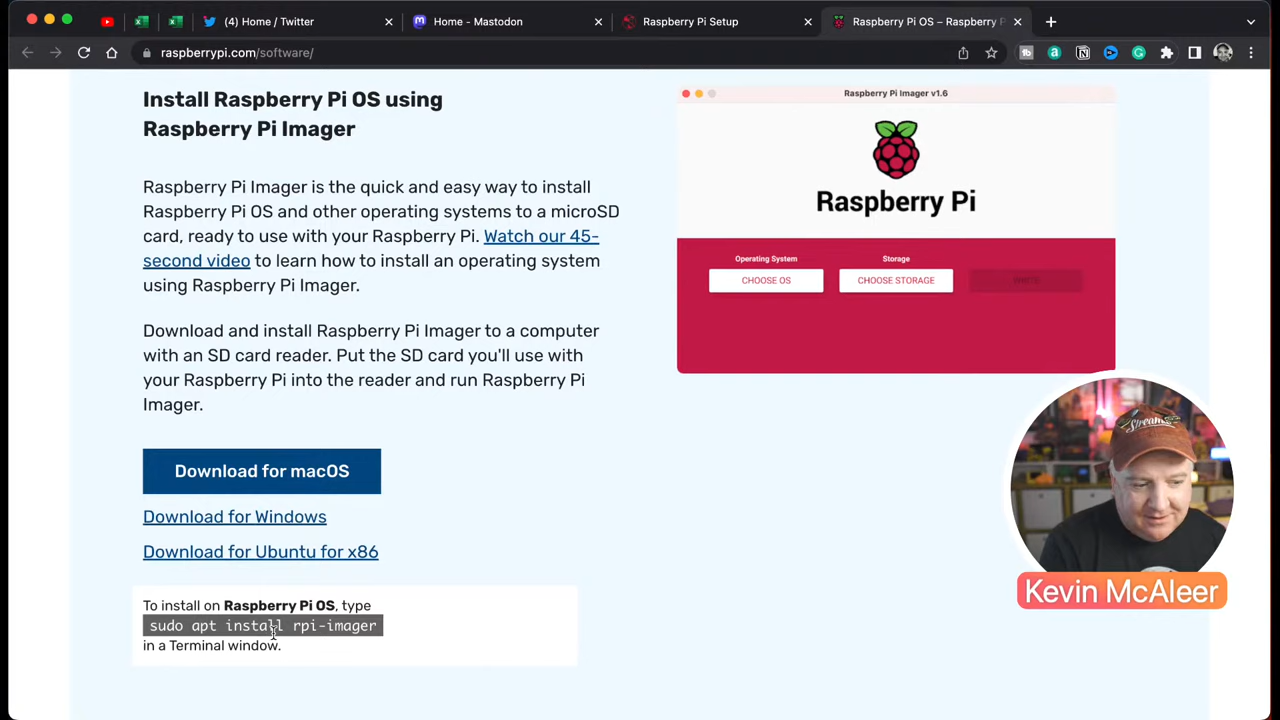 (4) Home / Twitter
Home - Mastodon
Raspberry Pi Setup
Raspberry Pi OS – Raspberry P
raspberrypi.com/software/
Install Raspberry Pi OS using
Raspberry Pi Imager
Raspberry Pi Imager is the quick and easy way to install
Raspberry Pi OS and other operating systems to a microSD
card, ready to use with your Raspberry Pi. Watch our 45-
second video to learn how to install an operating system
using Raspberry Pi Imager.
Download and install Raspberry Pi Imager to a computer
with an SD card reader. Put the SD card you'll use with
your Raspberry Pi into the reader and run Raspberry Pi
Imager.
Download for macOS
Download for Windows
Download for Ubuntu for x86
To install on Raspberry Pi OS, type
sudo apt install rpi-imager
in a Terminal window.
Raspberry Pi Imager v1.6
Raspberry Pi
Operating System
Storage
CHOOSE OS
CHOOSE STORAGE
WRITE
Kevin McAleer